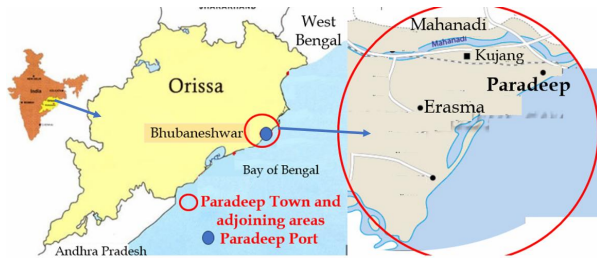 West
Bengal
Orissa
Bhubaneshwar
Bay of Bengal
Paradeep Town and
adjoining areas
Paradeep Port
Andhra Pradesh
India
Mahanadi
Mahanadi
Kujang
Paradeep
Erasma